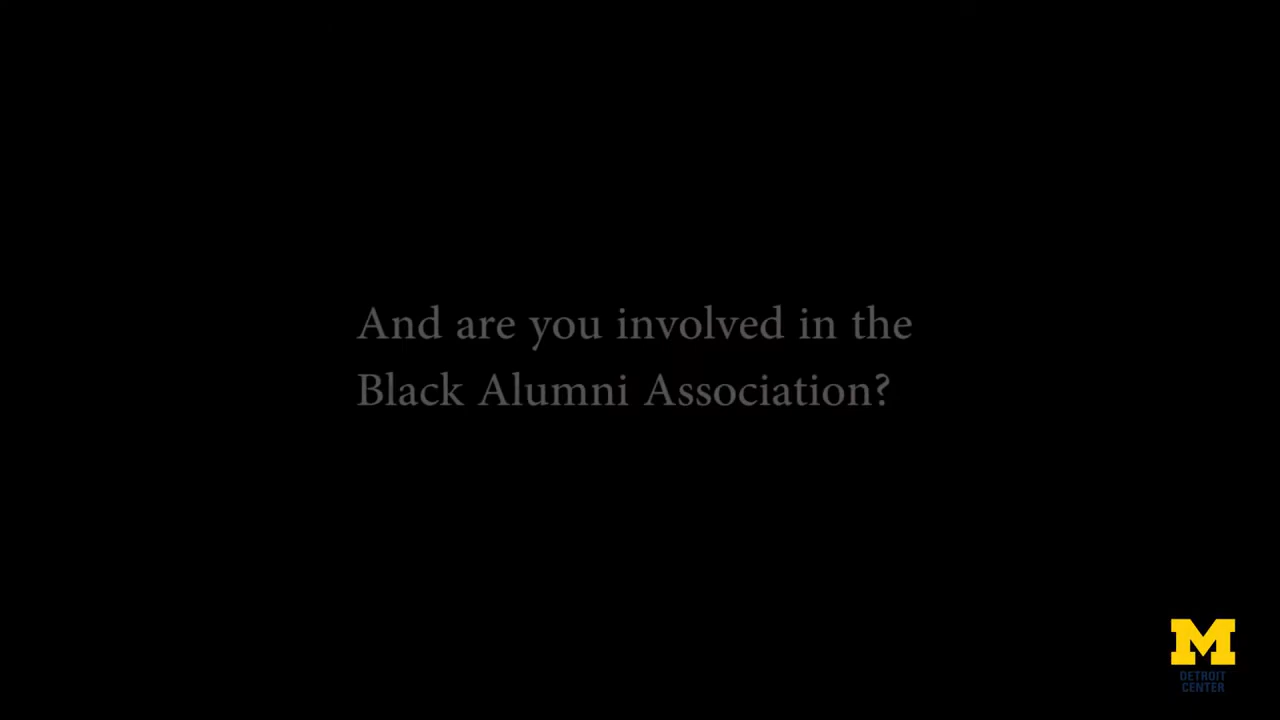 And are you involved in the
Black Alumni Association?
M
DETROIT
CENTER